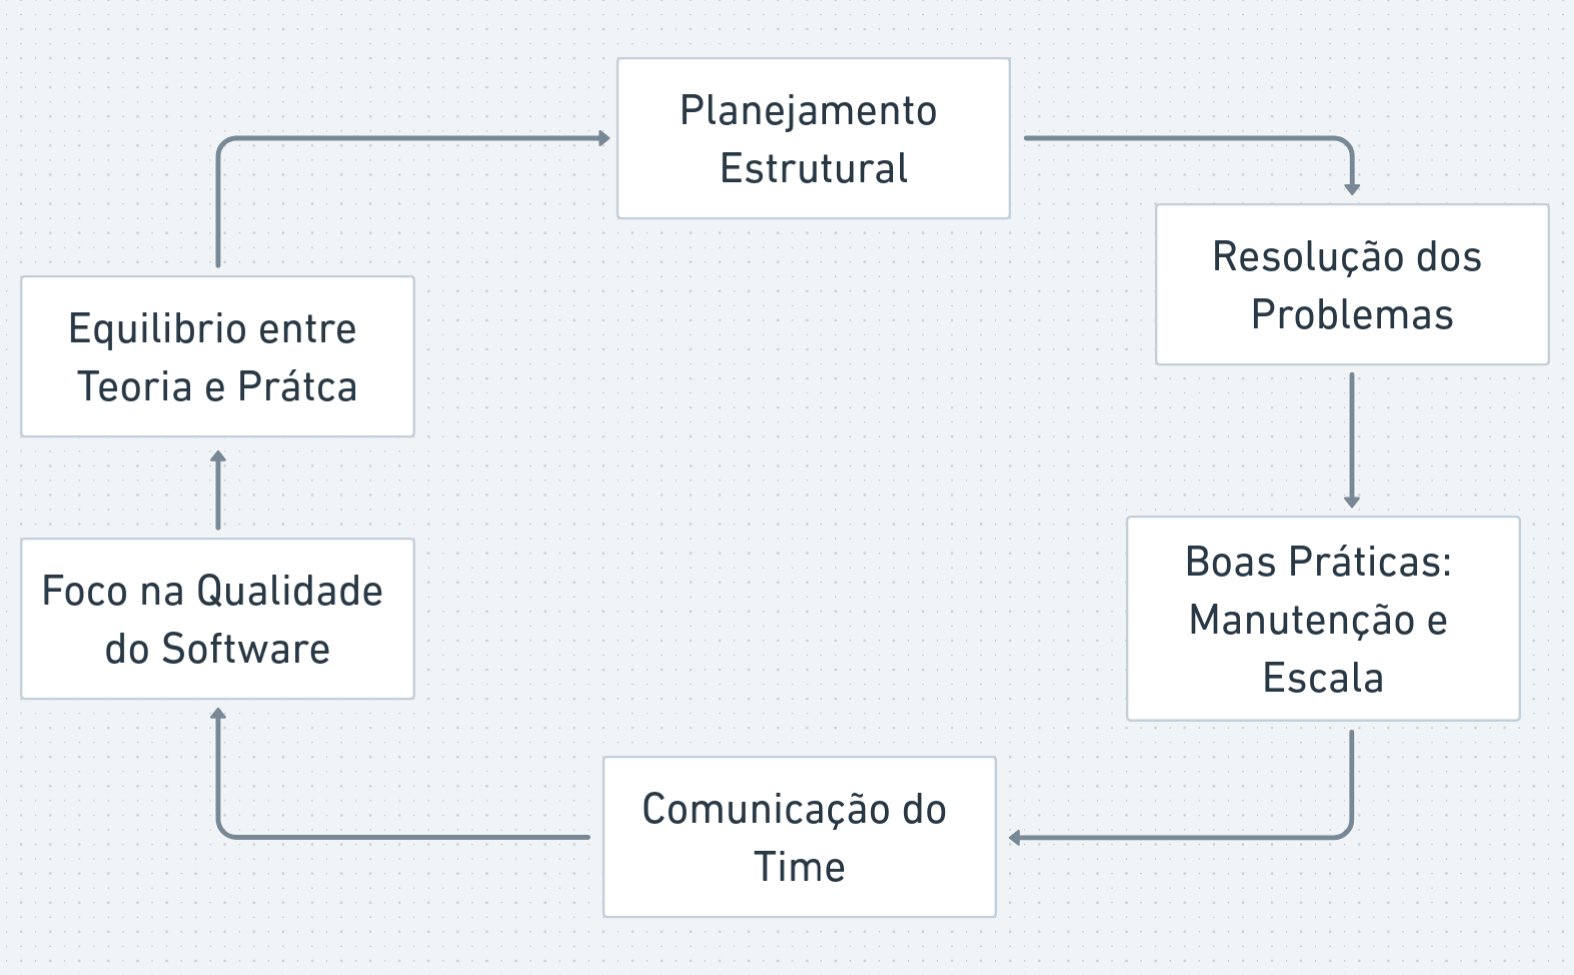 Planejamento
Estrutural
Resolução dos
Problemas
Boas Práticas:
Manutenção e
Escala
Comunicação do
Time
Foco na Qualidade
do Software
Equilibrio entre
Teoria e Prátca